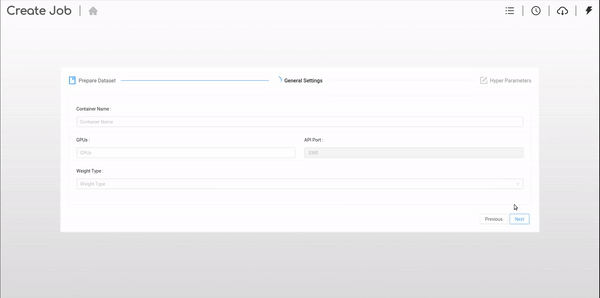 Create Job
Prepare Dataset
General Settings
Hyper Parameters
Container Name :
Container Name
GPUs :
API Port :
GPUs
Weight Type :
Weight Type
Previous
Next